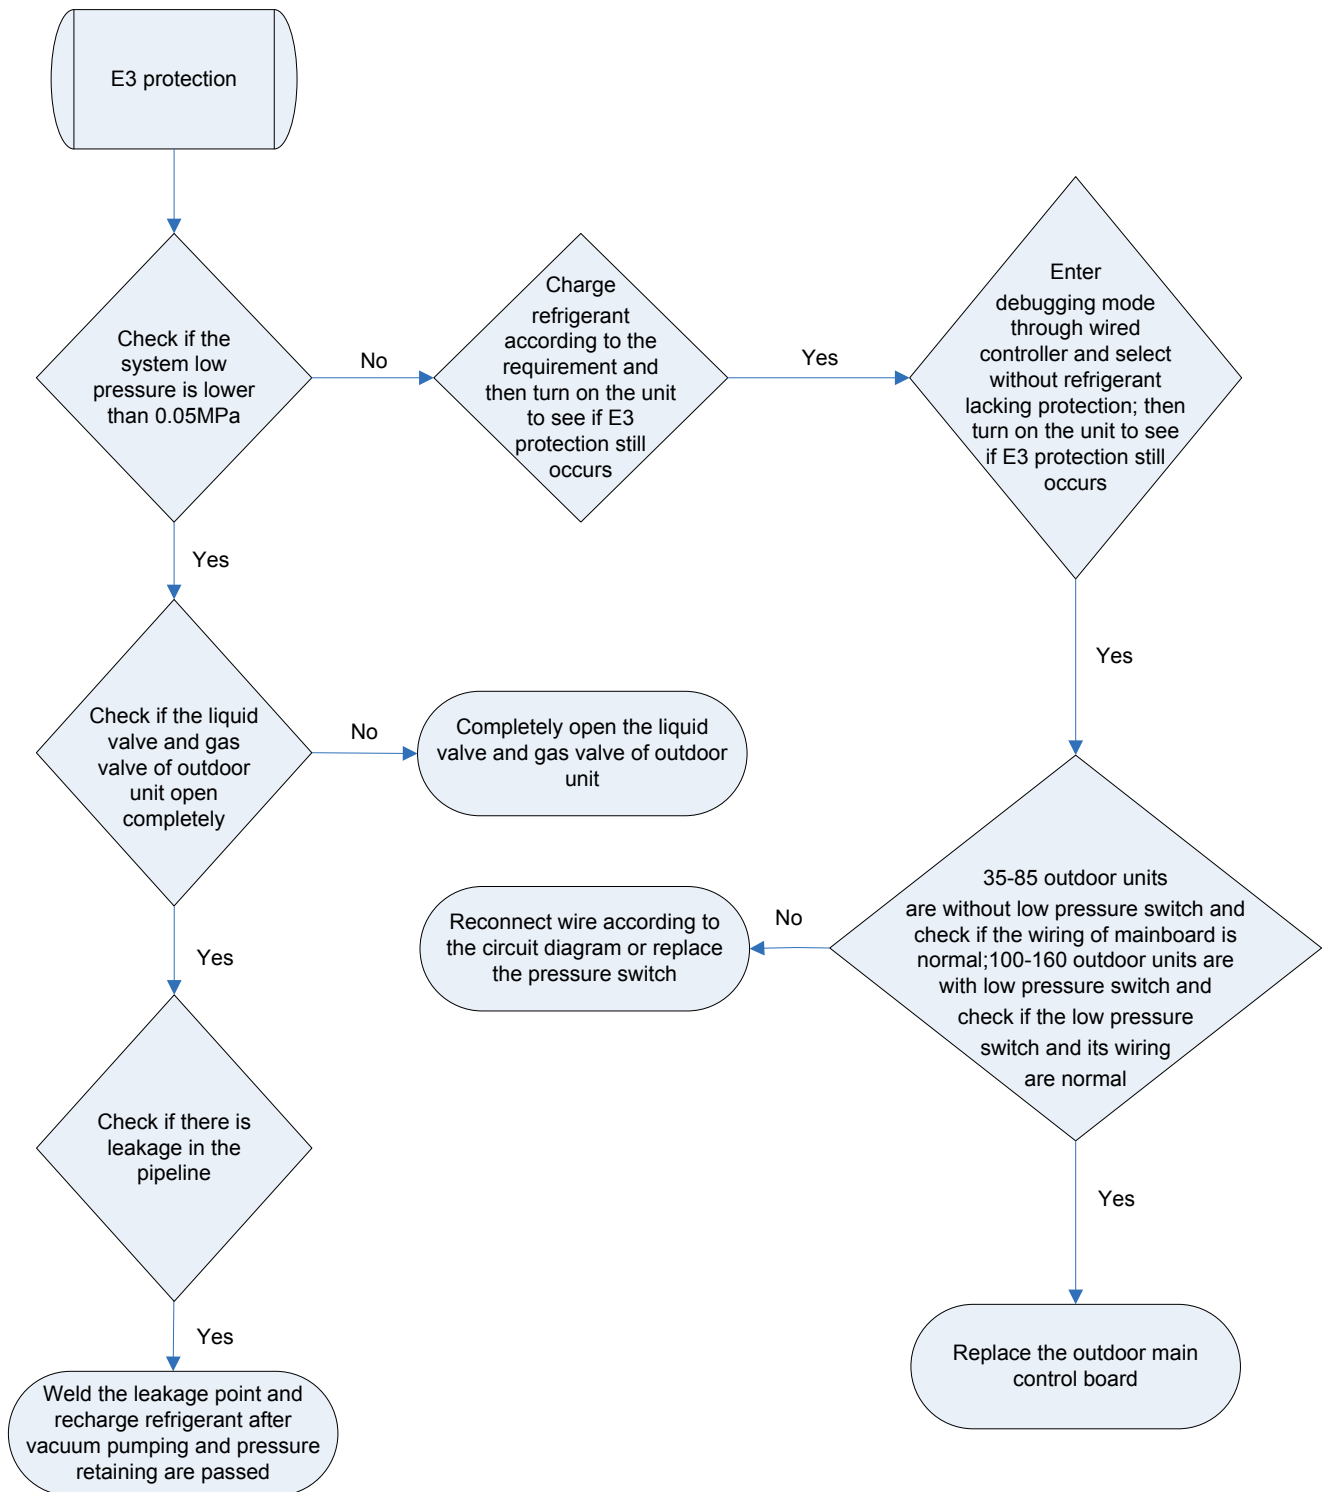 E3 protection
Check if the
system low
pressure is lower
than 0.05MPa
No
Charge
refrigerant
according to the
requirement and
then turn on the unit
to see if E3
protection still
occurs
Yes
Enter
debugging mode
through wired
controller and select
without refrigerant
lacking protection; then
turn on the unit to see
if E3 protection still
occurs
Yes
Yes
Check if the liquid
valve and gas
valve of outdoor
unit open
completely
No
Completely open the liquid
valve and gas valve of outdoor
unit
35-85 outdoor units
are without low pressure switch and
check if the wiring of mainboard is
normal;100-160 outdoor units are
with low pressure switch and
check if the low pressure
switch and its wiring
are normal
No
Reconnect wire according to
the circuit diagram or replace
the pressure switch
Yes
Check if there is
leakage in the
pipeline
Yes
Yes
Weld the leakage point and
recharge refrigerant after
vacuum pumping and pressure
retaining are passed
Replace the outdoor main
control board